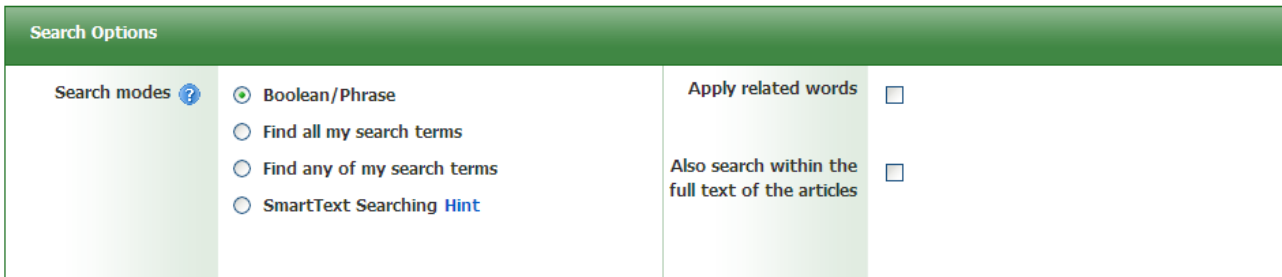 Search Options
Search modes ?
Boolean/Phrase
Find all my search terms
Find any of my search terms
SmartText Searching Hint
Apply related words
Also search within the
full text of the articles